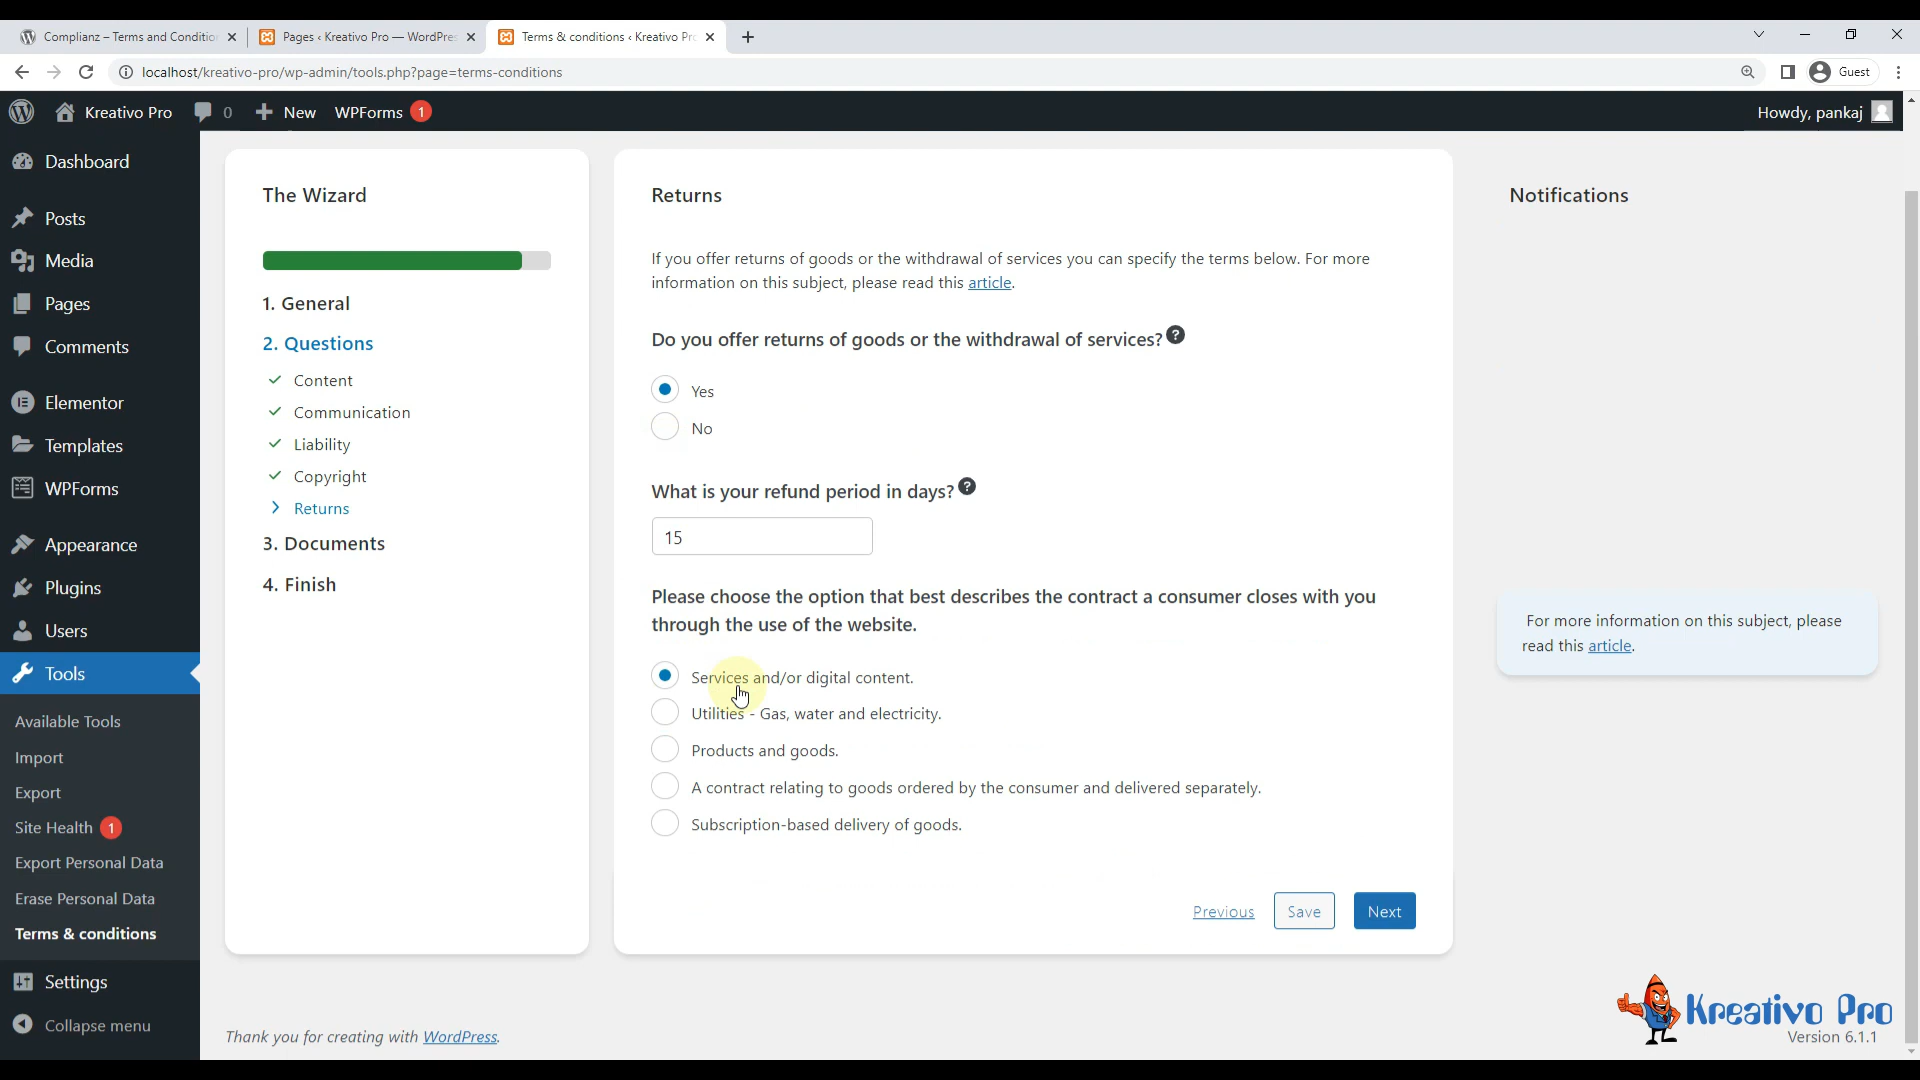 Complianz – Terms and Conditio
Pages ‹ Kreativo Pro — WordPres
Terms & conditions ‹ Kreativo Pr
localhost/kreativo-pro/wp-admin/tools.php?page=terms-conditions
Guest
Kreativo Pro
0
New
WPForms 1
Howdy, pankaj
Dashboard
Posts
Media
Pages
Comments
Elementor
Templates
WPForms
Appearance
Plugins
Users
Tools
Available Tools
Import
Export
Site Health 1
Export Personal Data
Erase Personal Data
Terms & conditions
Settings
Collapse menu
The Wizard
1. General
2. Questions
Content
Communication
Liability
Copyright
Returns
3. Documents
4. Finish
Returns
If you offer returns of goods or the withdrawal of services you can specify the terms below. For more
information on this subject, please read this article.
Do you offer returns of goods or the withdrawal of services? ?
Yes
No
What is your refund period in days? ?
15
Please choose the option that best describes the contract a consumer closes with you
through the use of the website.
Services and/or digital content.
Utilities - Gas, water and electricity.
Products and goods.
A contract relating to goods ordered by the consumer and delivered separately.
Subscription-based delivery of goods.
Previous
Save
Next
Notifications
For more information on this subject, please
read this article.
Thank you for creating with WordPress.
Kreativo Pro
Version 6.1.1